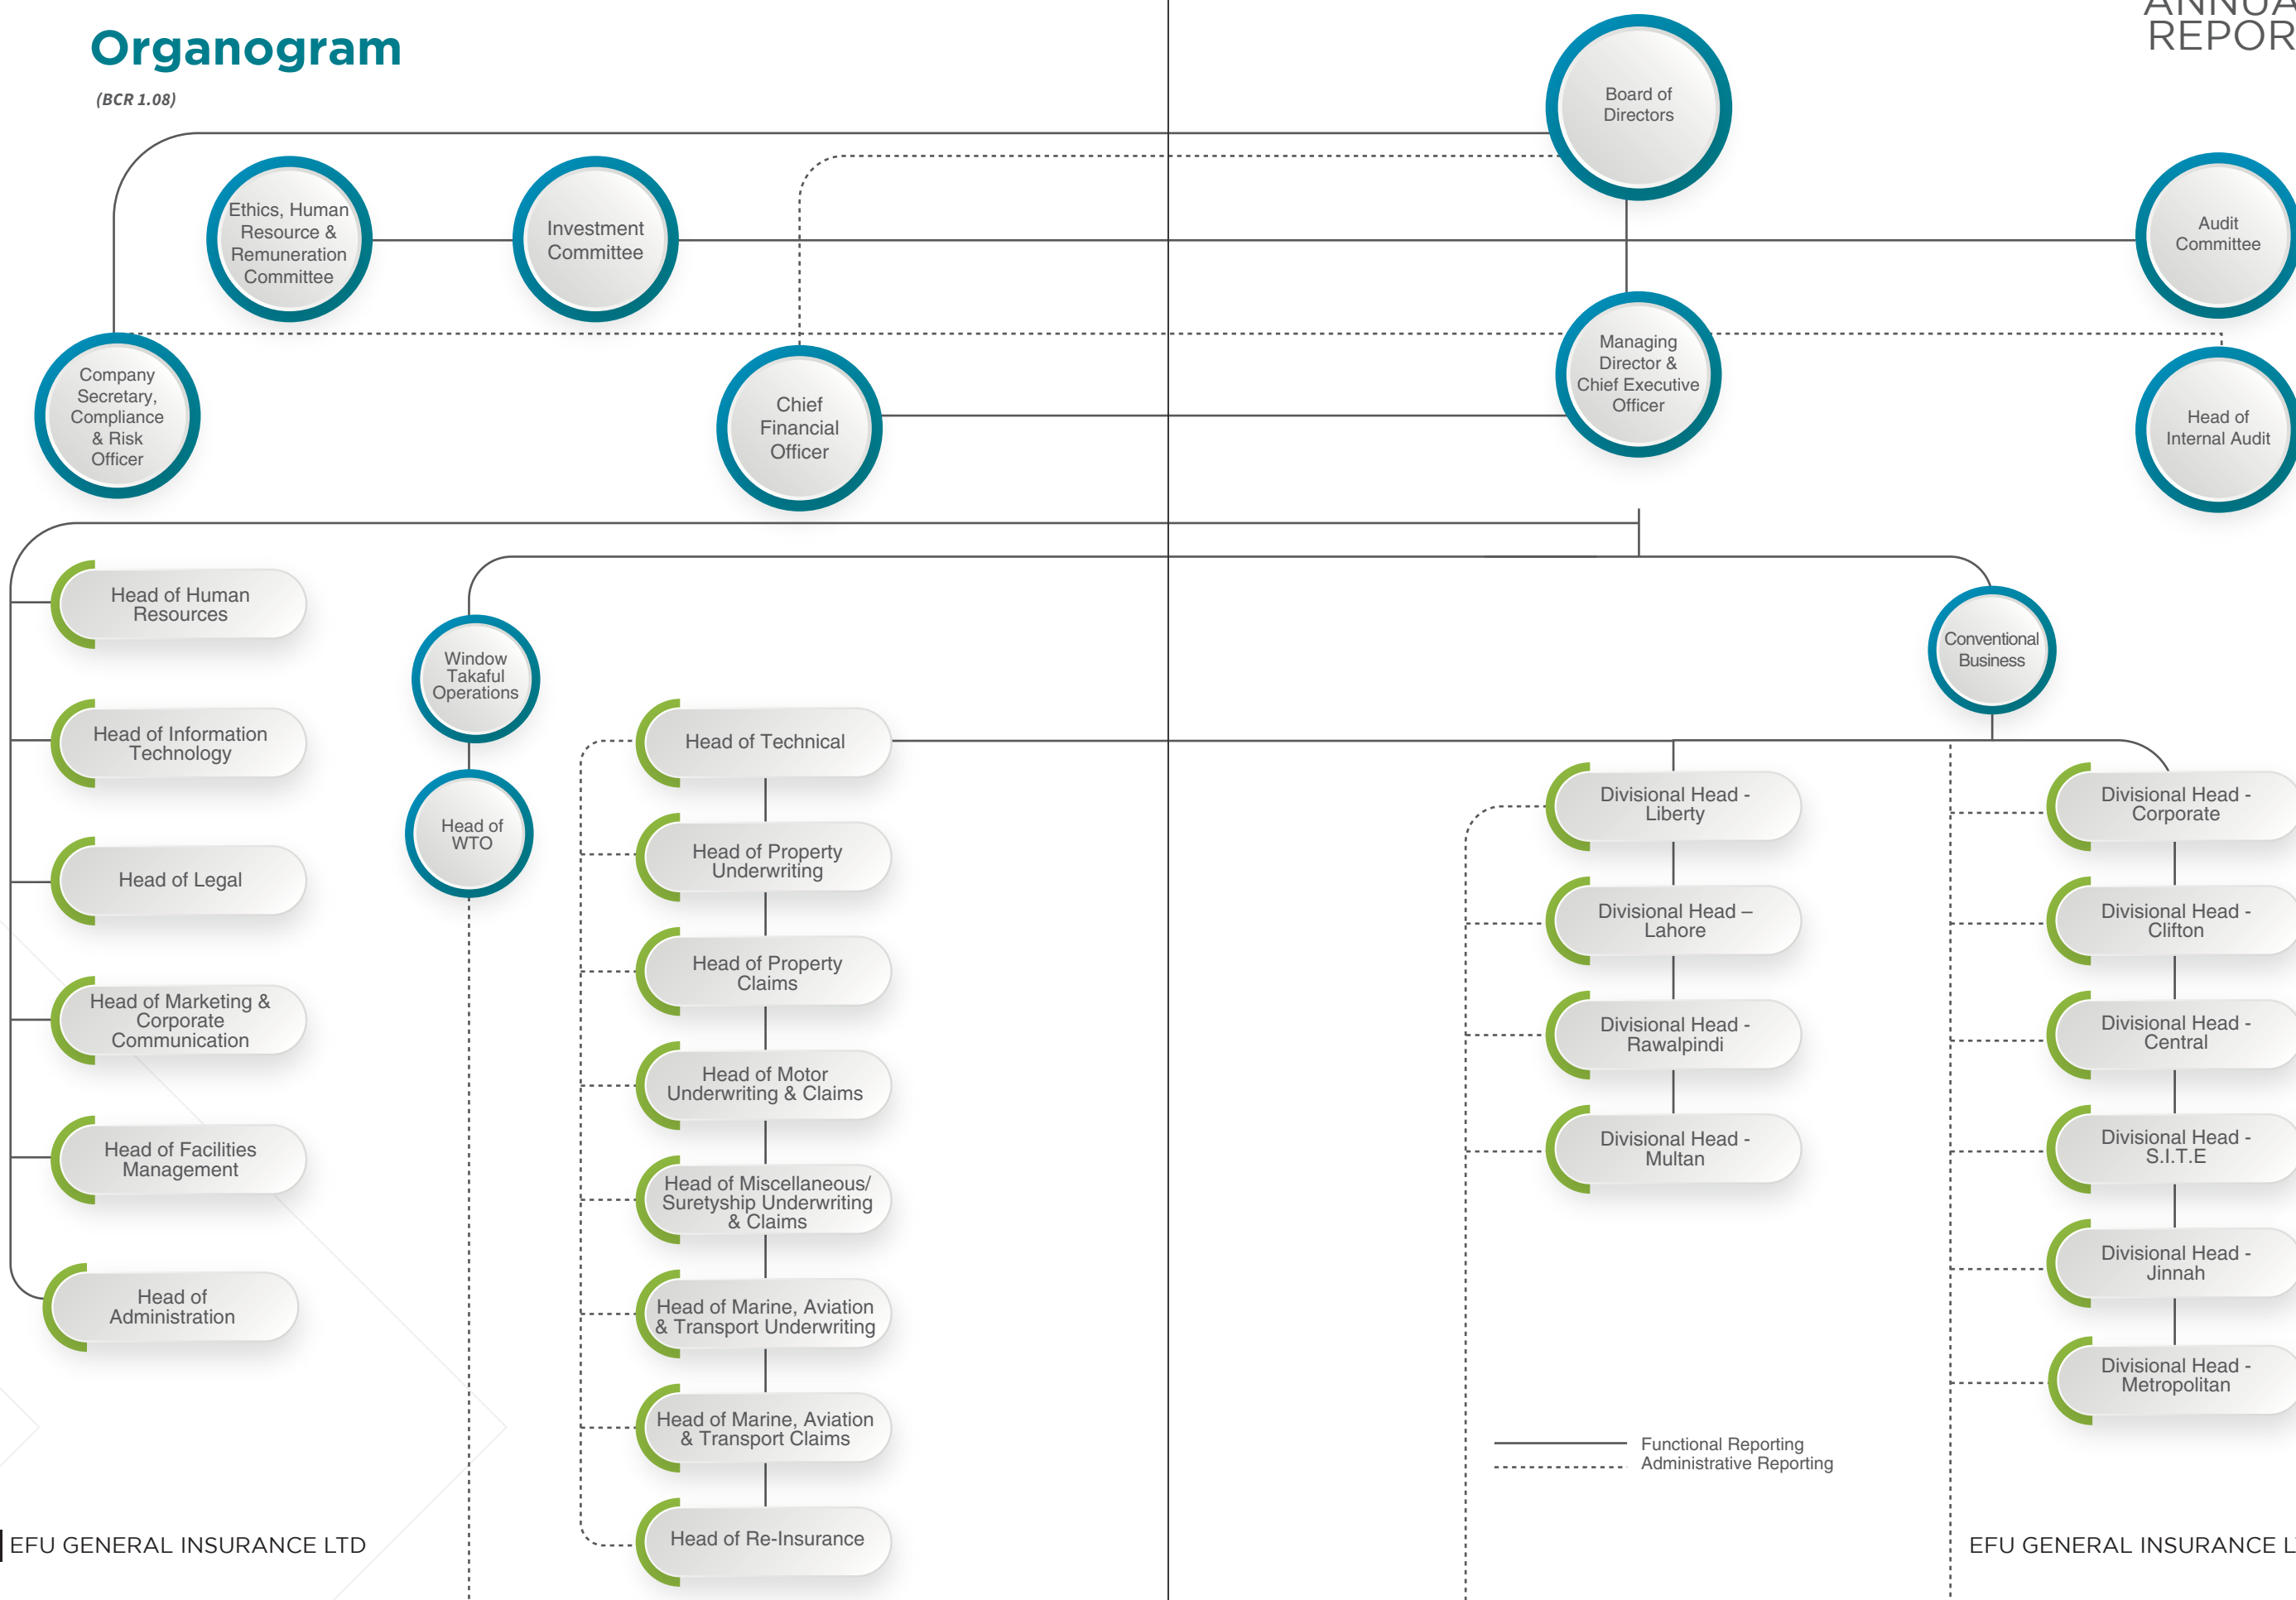 Organogram
(BCR 1.08)
ANNUA
REPOR
Board of
Directors
Ethics, Human
Resource &
Remuneration
Committee
Investment
Committee
Audit
Committee
Company
Secretary,
Compliance
& Risk
Officer
Chief
Financial
Officer
Managing
Director &
Chief Executive
Officer
Head of
Internal Audit
Head of Human
Resources
Head of Information
Technology
Head of Legal
Head of Marketing &
Corporate
Communication
Head of Facilities
Management
Head of
Administration
Window
Takaful
Operations
Head of
WTO
Head of Technical
Head of Property
Underwriting
Head of Property
Claims
Head of Motor
Underwriting & Claims
Head of Miscellaneous/
Suretyship Underwriting
& Claims
Head of Marine, Aviation
& Transport Underwriting
Head of Marine, Aviation
& Transport Claims
Head of Re-Insurance
Conventional
Business
Divisional Head -
Liberty
Divisional Head –
Lahore
Divisional Head -
Rawalpindi
Divisional Head -
Multan
Divisional Head -
Corporate
Divisional Head -
Clifton
Divisional Head -
Central
Divisional Head -
S.I.T.E
Divisional Head -
Jinnah
Divisional Head -
Metropolitan
Functional Reporting
Administrative Reporting
EFU GENERAL INSURANCE LTD
EFU GENERAL INSURANCE L